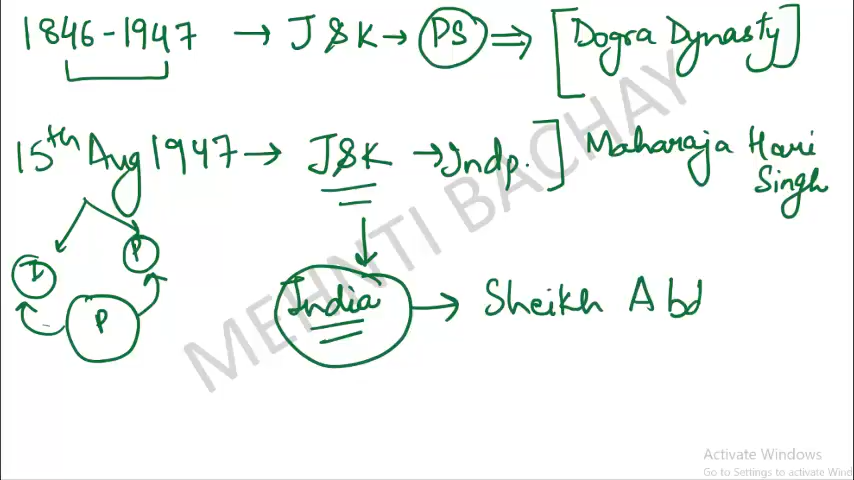 1846-1947 → J&K → PS ⇒ [Dogra Dynasty]
15th Aug 1947 → J&K → Indp.] Maharaja Hari
Singh
I P
P
India → Sheikh Abd
MEHNTI BACHAY
Activate Windows
Go to Settings to activate Wind